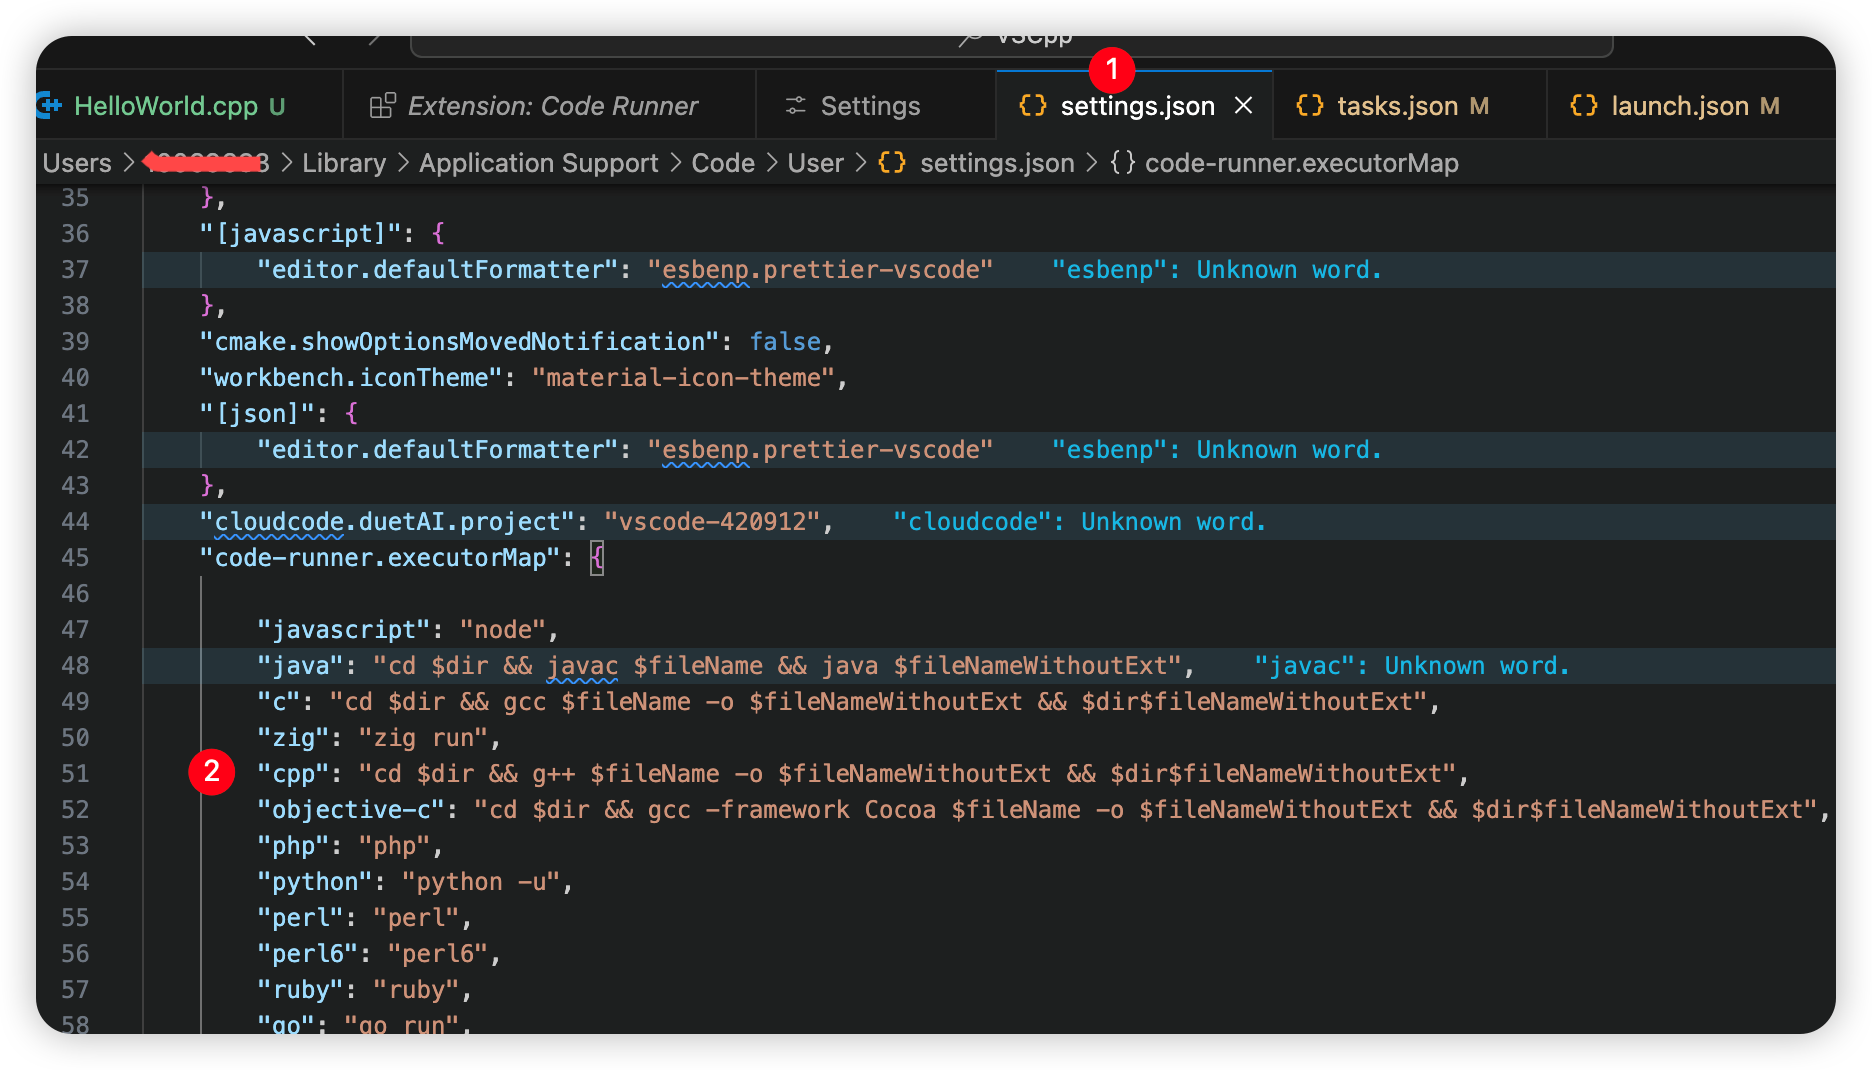 VSCpp
1
HelloWorld.cpp U
Extension: Code Runner
Settings
{} settings.json ×
{} tasks.json M
{} launch.json M
Users > > Library > Application Support > Code > User > {} settings.json > {} code-runner.executorMap
35 },
36 "[javascript]": {
37 "editor.defaultFormatter": "esbenp.prettier-vscode" "esbenp": Unknown word.
38 },
39 "cmake.showOptionsMovedNotification": false,
40 "workbench.iconTheme": "material-icon-theme",
41 "[json]": {
42 "editor.defaultFormatter": "esbenp.prettier-vscode" "esbenp": Unknown word.
43 },
44 "cloudcode.duetAI.project": "vscode-420912", "cloudcode": Unknown word.
45 "code-runner.executorMap": {
46
47 "javascript": "node",
48 "java": "cd $dir && javac $fileName && java $fileNameWithoutExt", "javac": Unknown word.
49 "c": "cd $dir && gcc $fileName -o $fileNameWithoutExt && $dir$fileNameWithoutExt",
50 "zig": "zig run",
2
51 "cpp": "cd $dir && g++ $fileName -o $fileNameWithoutExt && $dir$fileNameWithoutExt",
52 "objective-c": "cd $dir && gcc -framework Cocoa $fileName -o $fileNameWithoutExt && $dir$fileNameWithoutExt",
53 "php": "php",
54 "python": "python -u",
55 "perl": "perl",
56 "perl6": "perl6",
57 "ruby": "ruby",
58 "go": "go run",